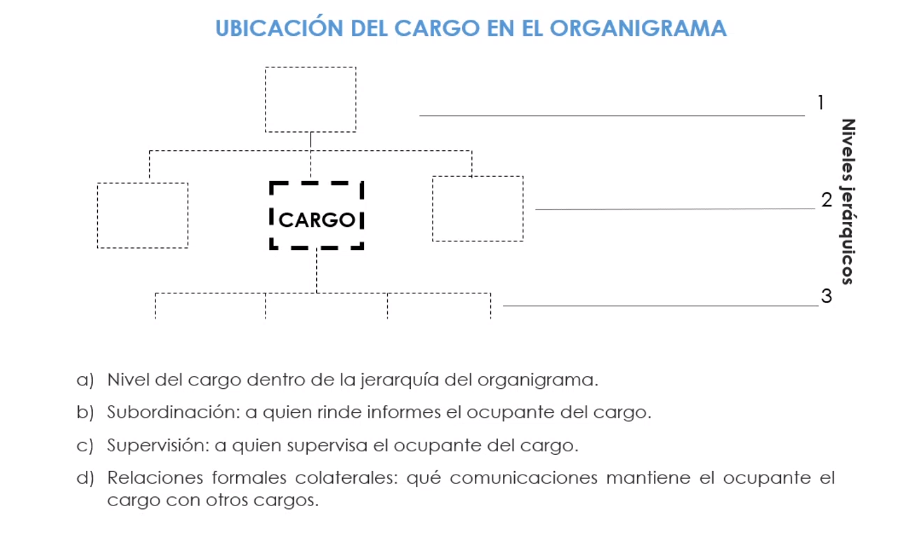 UBICACIÓN DEL CARGO EN EL ORGANIGRAMA
1
Niveles jerárquicos
CARGO
2
3
a) Nivel del cargo dentro de la jerarquía del organigrama.
b) Subordinación: a quien rinde informes el ocupante del cargo.
c) Supervisión: a quien supervisa el ocupante del cargo.
d) Relaciones formales colaterales: qué comunicaciones mantiene el ocupante el
cargo con otros cargos.